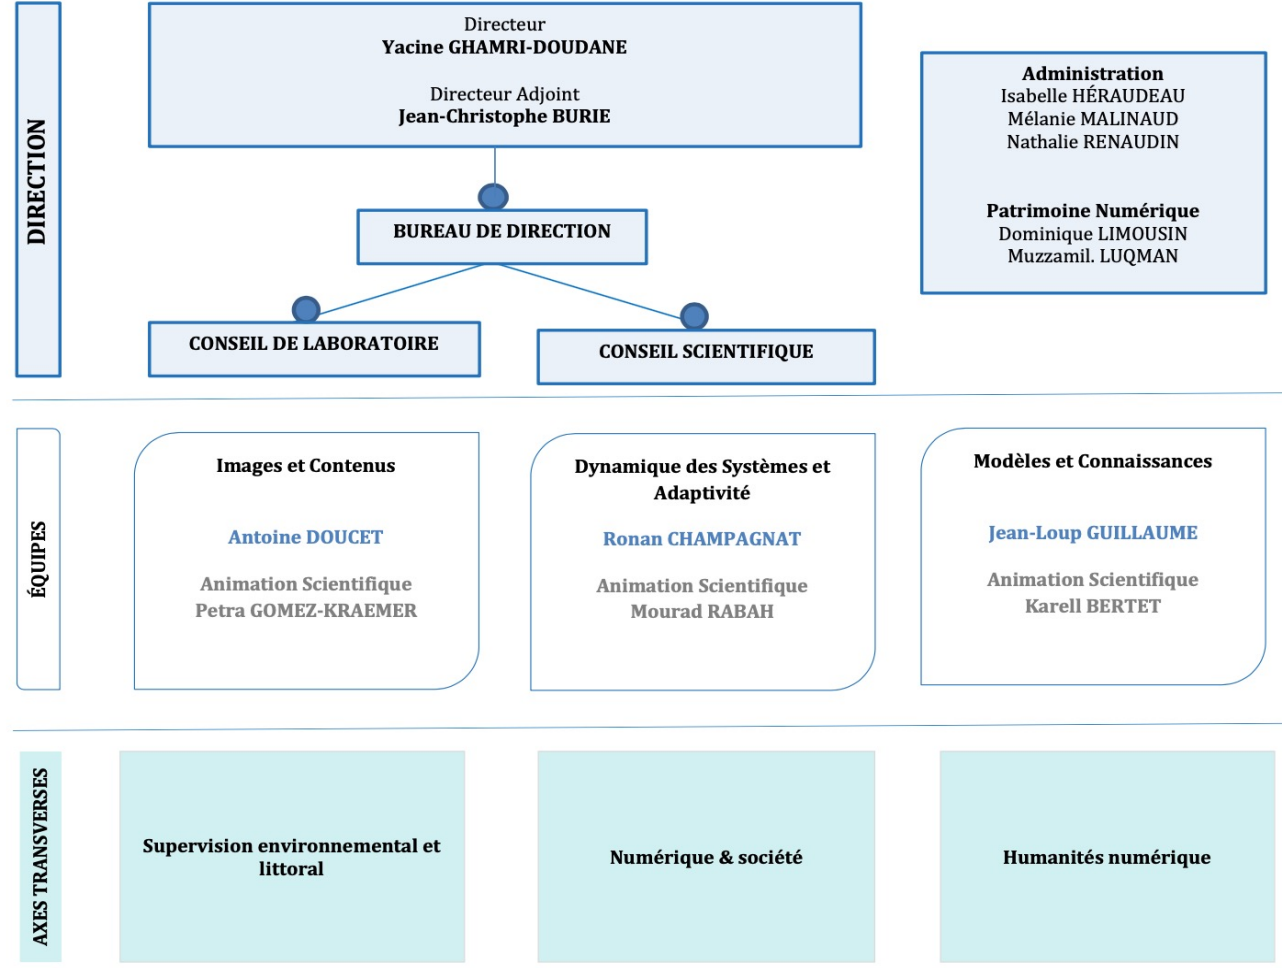 DIRECTION
Directeur
Yacine GHAMRI-DOUDANE
Directeur Adjoint
Jean-Christophe BURIE
BUREAU DE DIRECTION
CONSEIL DE LABORATOIRE
CONSEIL SCIENTIFIQUE
Administration
Isabelle HÉRAUDEAU
Mélanie MALINAUD
Nathalie RENAUDIN
Patrimoine Numérique
Dominique LIMOUSIN
Muzzamil. LUQMAN
ÉQUIPES
Images et Contenus
Antoine DOUCET
Animation Scientifique
Petra GOMEZ-KRAEMER
Dynamique des Systèmes et
Adaptivité
Ronan CHAMPAGNAT
Animation Scientifique
Mourad RABAH
Modèles et Connaissances
Jean-Loup GUILLAUME
Animation Scientifique
Karell BERTET
AXES TRANSVERSES
Supervision environnemental et
littoral
Numérique & société
Humanités numérique